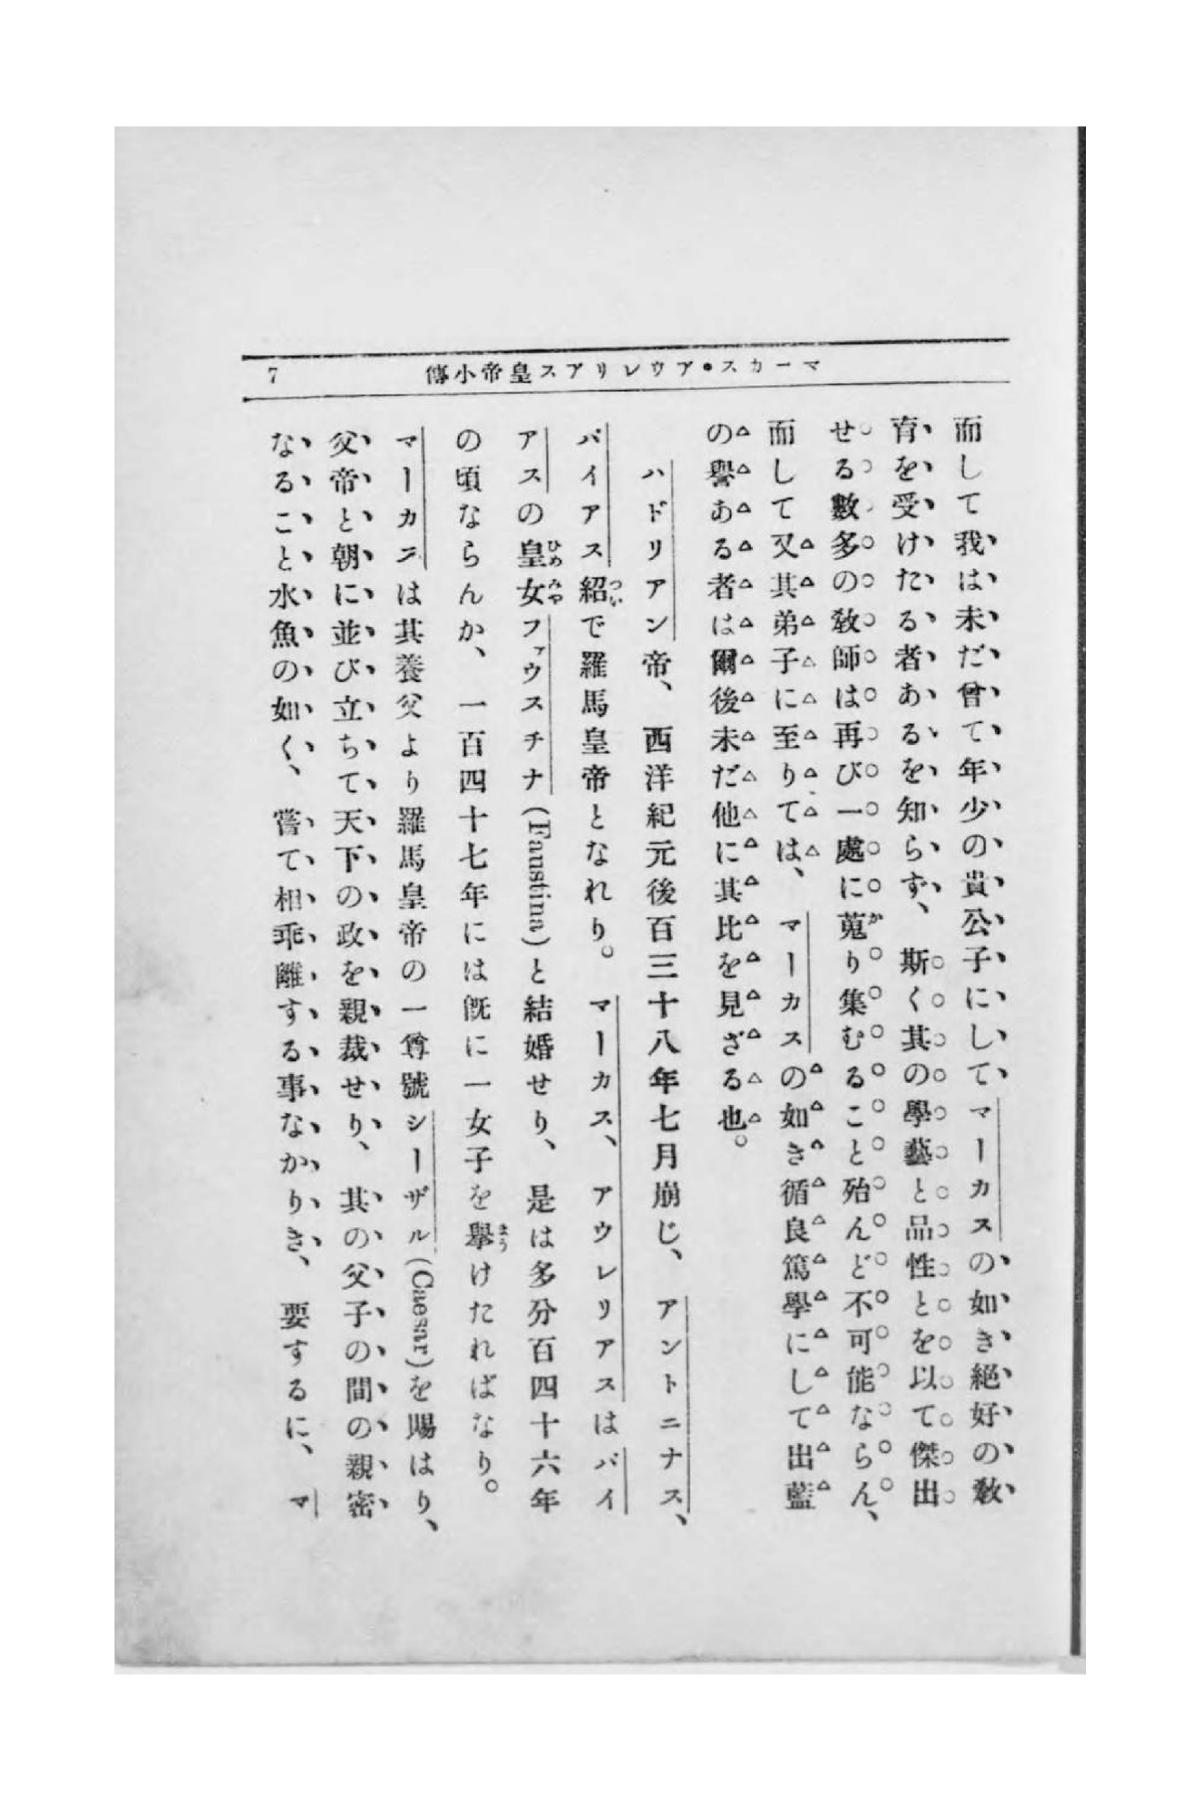 マーカス●アウレリアス皇帝小傳
7
而して我は未だ曾て年少の貴公子にしてマーカスの如き絶好の敎
育を受けたる者あるを知らず、斯く其の學藝と品性とを以て傑出
せる數多の敎師は再び一處に蒐り集むること殆んど不可能ならん、
而して又其弟子に至りては、マーカスの如き循良篤學にして出藍
の譽ある者は爾後未だ他に其比を見ざる也。
ハドリアン帝、西洋紀元後百三十八年七月崩じ、アントニナス、
パイアス紹で羅馬皇帝となれり。マーカス、アウレリアスはパイ
アスの皇女ファウスチナ(Faustina)と結婚せり、是は多分百四十六年
の頃ならんか、一百四十七年には旣に一女子を擧けたればなり。
マーカスは其養父より羅馬皇帝の一尊號シーザル(Caesar)を賜はり、
父帝と朝に並び立ちて天下の政を親裁せり、其の父子の間の親密
なること水魚の如く、嘗て相乖離する事なかりき、要するに、マ